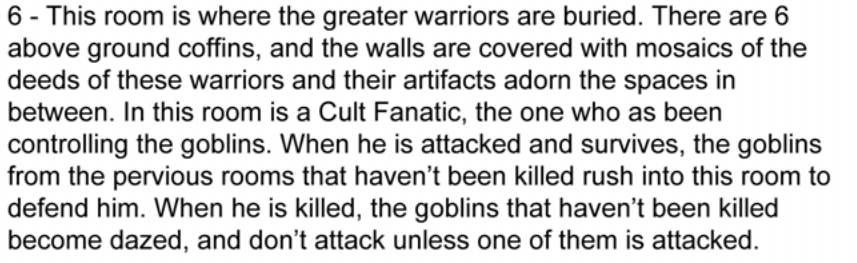 6 - This room is where the greater warriors are buried. There are 6
above ground coffins, and the walls are covered with mosaics of the
deeds of these warriors and their artifacts adorn the spaces in
between. In this room is a Cult Fanatic, the one who as been
controlling the goblins. When he is attacked and survives, the goblins
from the pervious rooms that haven’t been killed rush into this room to
defend him. When he is killed, the goblins that haven’t been killed
become dazed, and don’t attack unless one of them is attacked.